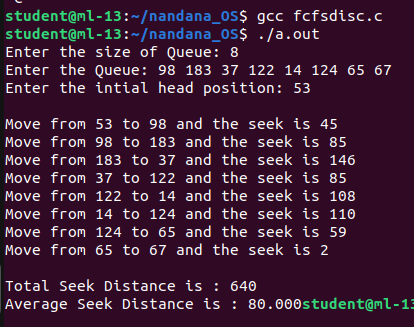 student@ml-13:~/nandana_OS$ gcc fcfsdisc.c
student@ml-13:~/nandana_OS$ ./a.out
Enter the size of Queue: 8
Enter the Queue: 98 183 37 122 14 124 65 67
Enter the intial head position: 53
Move from 53 to 98 and the seek is 45
Move from 98 to 183 and the seek is 85
Move from 183 to 37 and the seek is 146
Move from 37 to 122 and the seek is 85
Move from 122 to 14 and the seek is 108
Move from 14 to 124 and the seek is 110
Move from 124 to 65 and the seek is 59
Move from 65 to 67 and the seek is 2
Total Seek Distance is : 640
Average Seek Distance is : 80.000student@ml-13